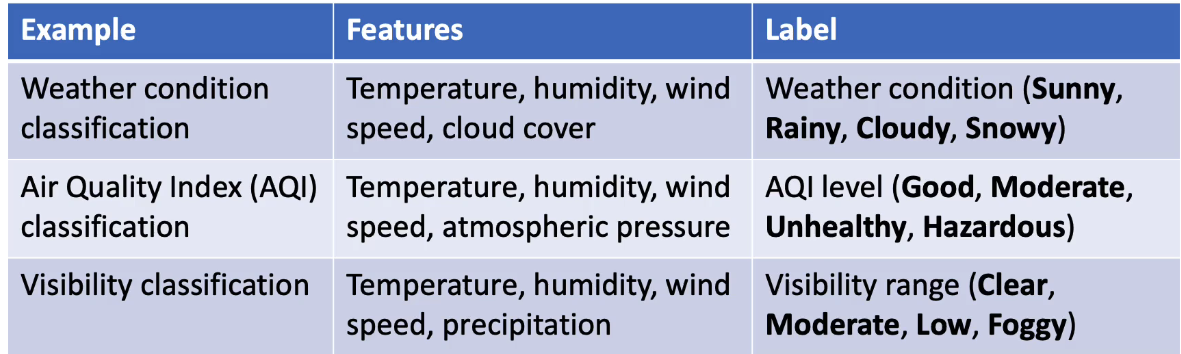 Example Features Label
Weather condition classification Temperature, humidity, wind speed, cloud cover Weather condition (Sunny, Rainy, Cloudy, Snowy)
Air Quality Index (AQI) classification Temperature, humidity, wind speed, atmospheric pressure AQI level (Good, Moderate, Unhealthy, Hazardous)
Visibility classification Temperature, humidity, wind speed, precipitation Visibility range (Clear, Moderate, Low, Foggy)